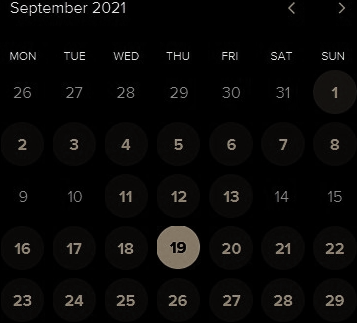 September 2021
MON TUE WED THU FRI SAT SUN
26 27 28 29 30 31 1
2 3 4 5 6 7 8
9 10 11 12 13 14 15
16 17 18 19 20 21 22
23 24 25 26 27 28 29